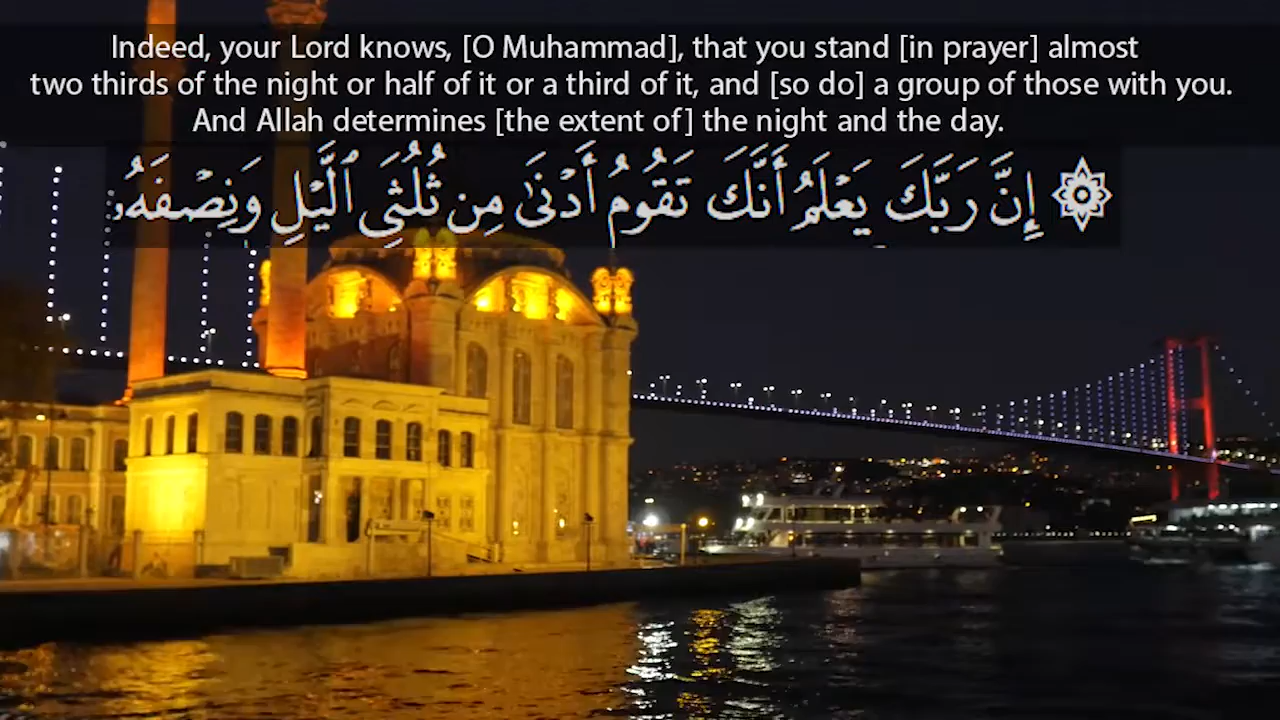 Indeed, your Lord knows, [O Muhammad], that you stand [in prayer] almost
two thirds of the night or half of it or a third of it, and [so do] a group of those with you.
And Allah determines [the extent of] the night and the day.
۞ إِنَّ رَبَّكَ يَعْلَمُ أَنَّكَ تَقُومُ أَدْنَىٰ مِن ثُلُثَيِ ٱلَّيْلِ وَنِصْفَهُۥ